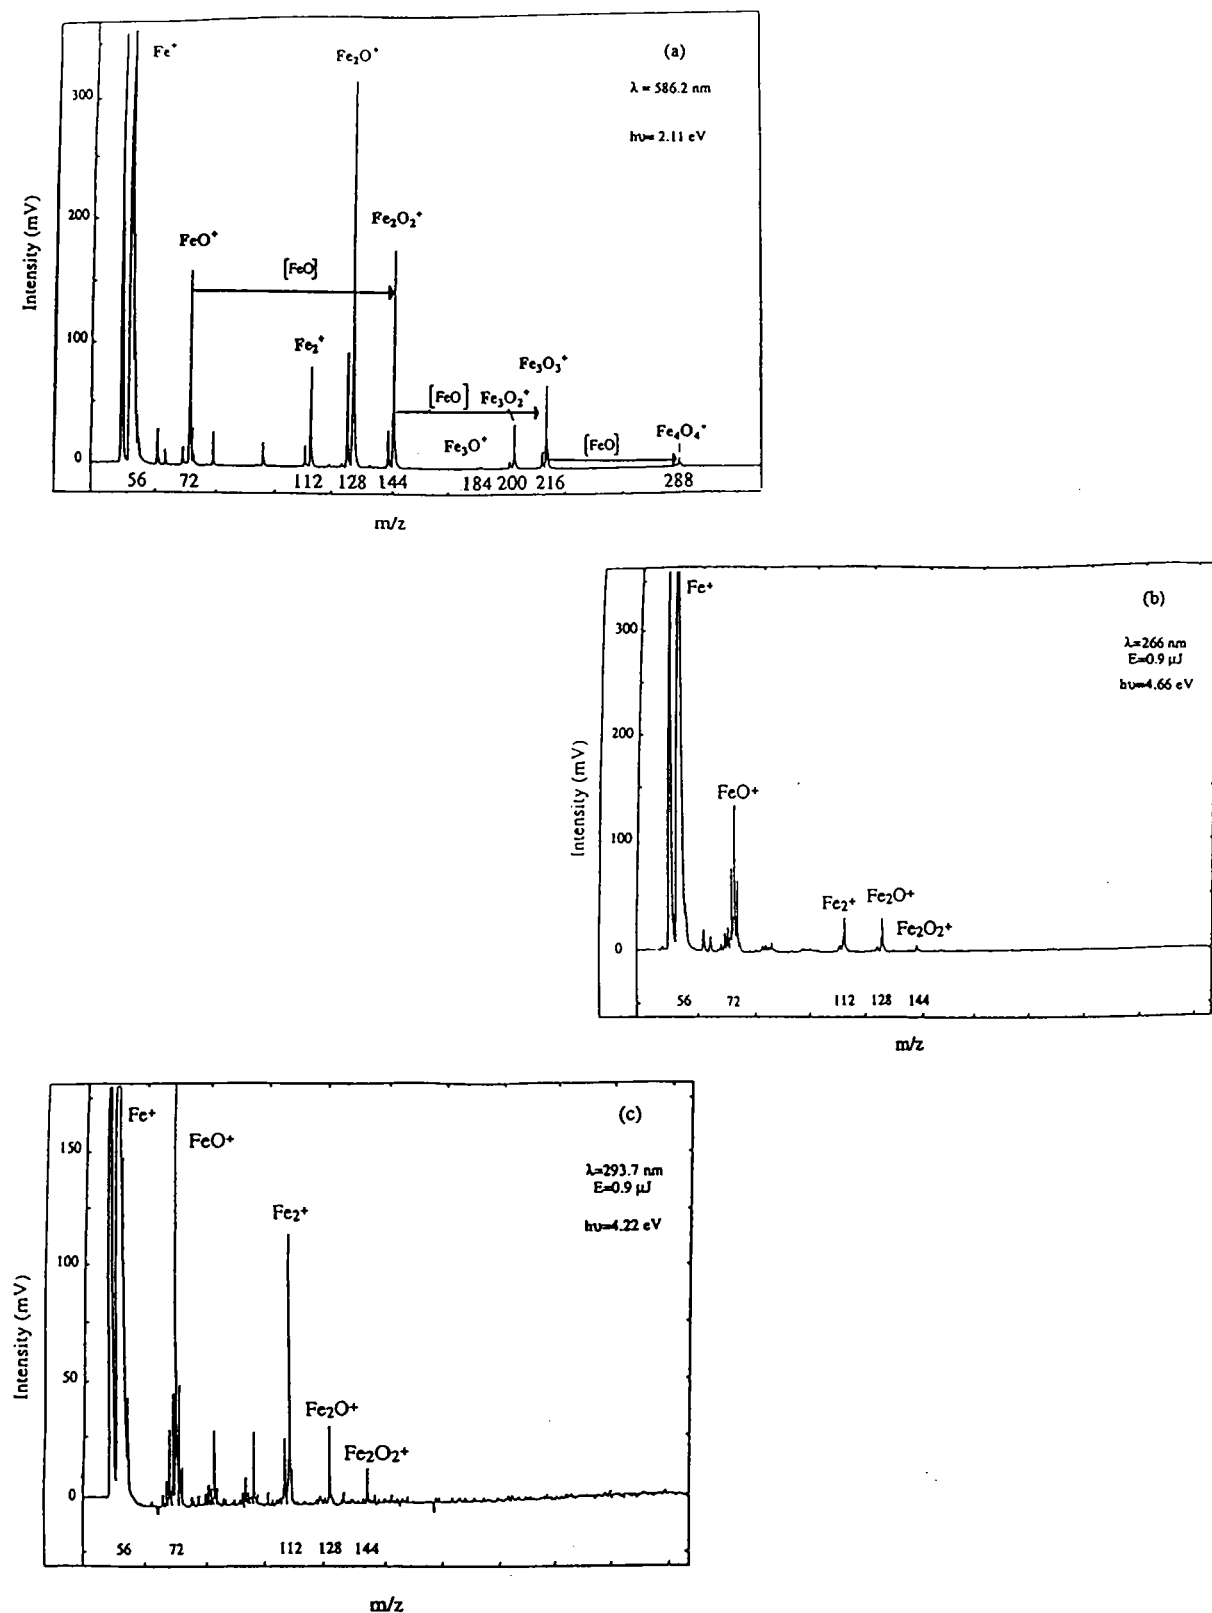 Fe⁺
Fe₂O⁺
(a)
λ = 586.2 nm
hυ= 2.11 eV
300
200
100
0
Intensity (mV)
FeO⁺
[FeO]
Fe₂O₂⁺
Fe₂⁺
Fe₃O₃⁺
[FeO]
Fe₃O₂⁺
Fe₃O⁺
[FeO]
Fe₄O₄⁺
56 72 112 128 144 184 200 216 288
m/z
Fe+
(b)
λ=266 nm
E=0.9 μJ
hυ=4.66 eV
300
200
100
0
Intensity (mV)
FeO+
Fe₂+
Fe₂O+
Fe₂O₂+
56 72 112 128 144
m/z
Fe+
FeO+
(c)
λ=293.7 nm
E=0.9 μJ
hυ=4.22 eV
150
100
50
0
Intensity (mV)
Fe₂+
Fe₂O+
Fe₂O₂+
56 72 112 128 144
m/z